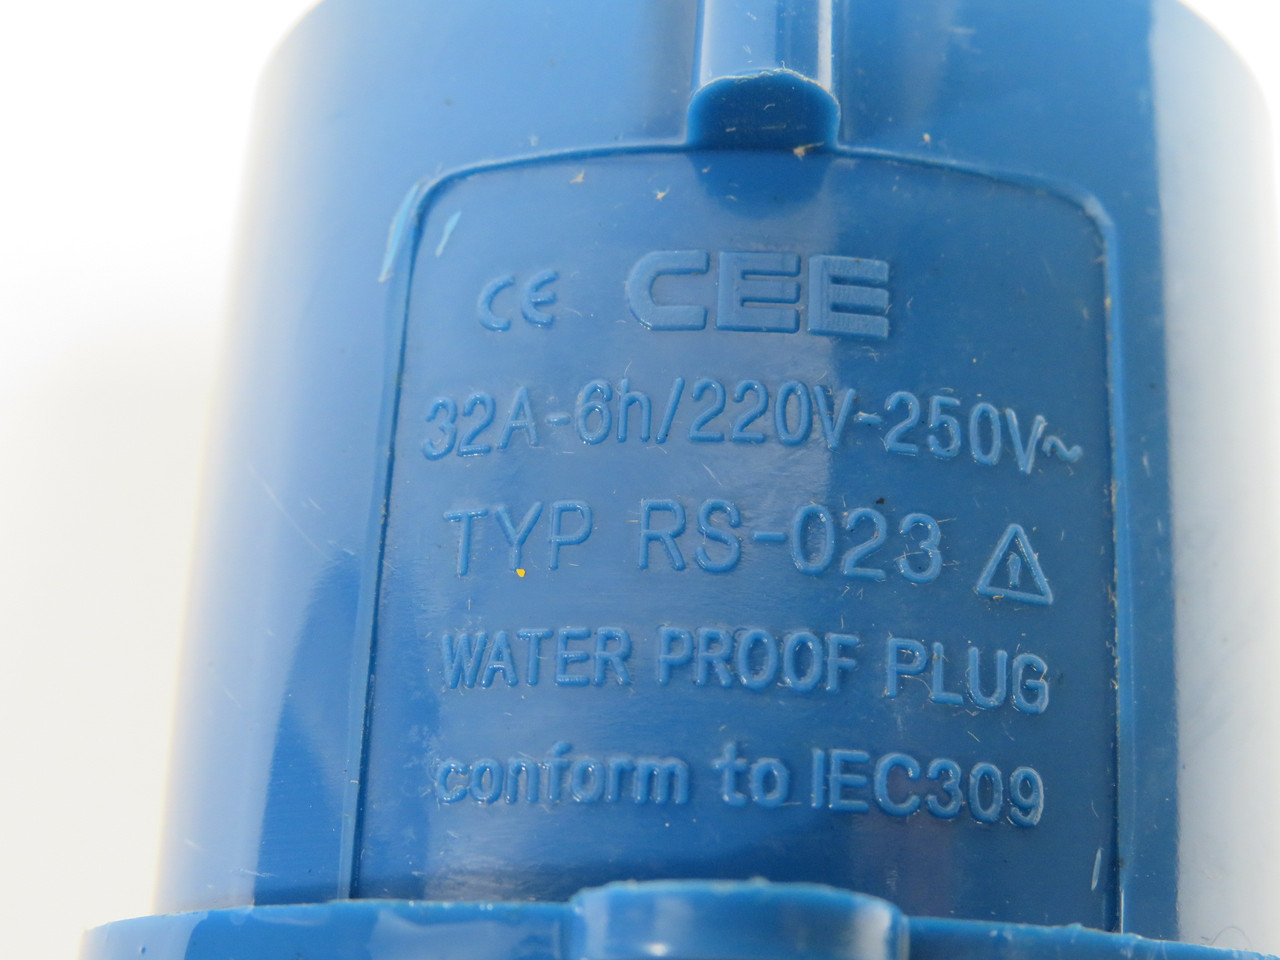 CE CEE
32A-6h/220V-250V~
TYP RS-023
WATER PROOF PLUG
conform to IEC309